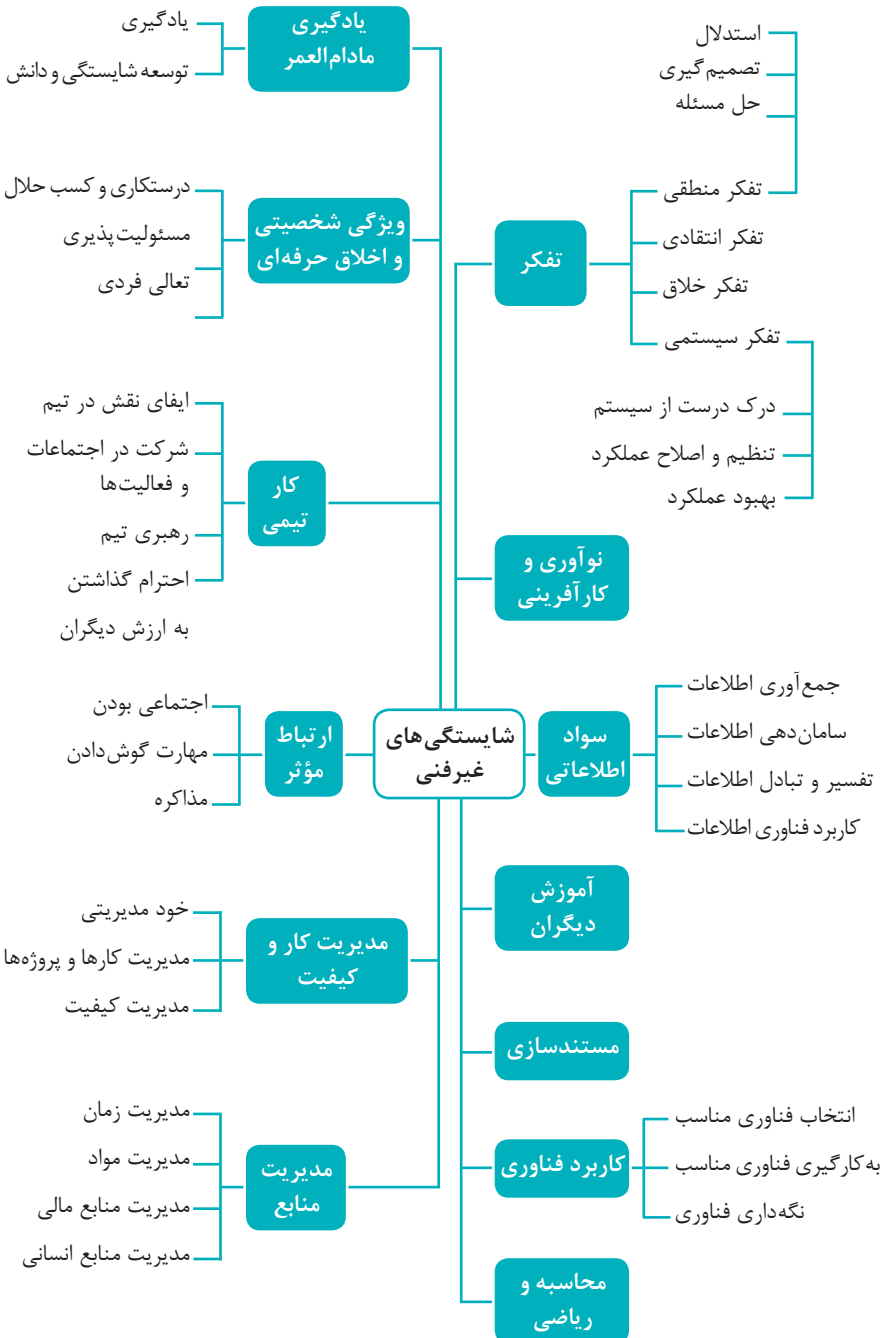 استدلال
تصمیم‌گیری
حل مسئله
تفکر منطقی
تفکر انتقادی
تفکر خلاق
تفکر سیستمی
درک درست از سیستم
تنظیم و اصلاح عملکرد
بهبود عملکرد
تفکر
نوآوری و
کارآفرینی
جمع‌آوری اطلاعات
سامان‌دهی اطلاعات
تفسیر و تبادل اطلاعات
کاربرد فناوری اطلاعات
سواد
اطلاعاتی
آموزش
دیگران
مستندسازی
انتخاب فناوری مناسب
به‌کارگیری فناوری مناسب
نگه‌داری فناوری
کاربرد فناوری
محاسبه و
ریاضی
شایستگی‌های
غیرفنی
یادگیری
مادام‌العمر
یادگیری
توسعه شایستگی و دانش
ویژگی شخصیتی
و اخلاق حرفه‌ای
درستکاری و کسب حلال
مسئولیت‌پذیری
تعالی فردی
کار
تیمی
ایفای نقش در تیم
شرکت در اجتماعات
و فعالیت‌ها
رهبری تیم
احترام گذاشتن
به ارزش دیگران
ارتباط
مؤثر
اجتماعی بودن
مهارت گوش‌دادن
مذاکره
مدیریت کار و
کیفیت
خود مدیریتی
مدیریت کارها و پروژه‌ها
مدیریت کیفیت
مدیریت
منابع
مدیریت زمان
مدیریت مواد
مدیریت منابع مالی
مدیریت منابع انسانی